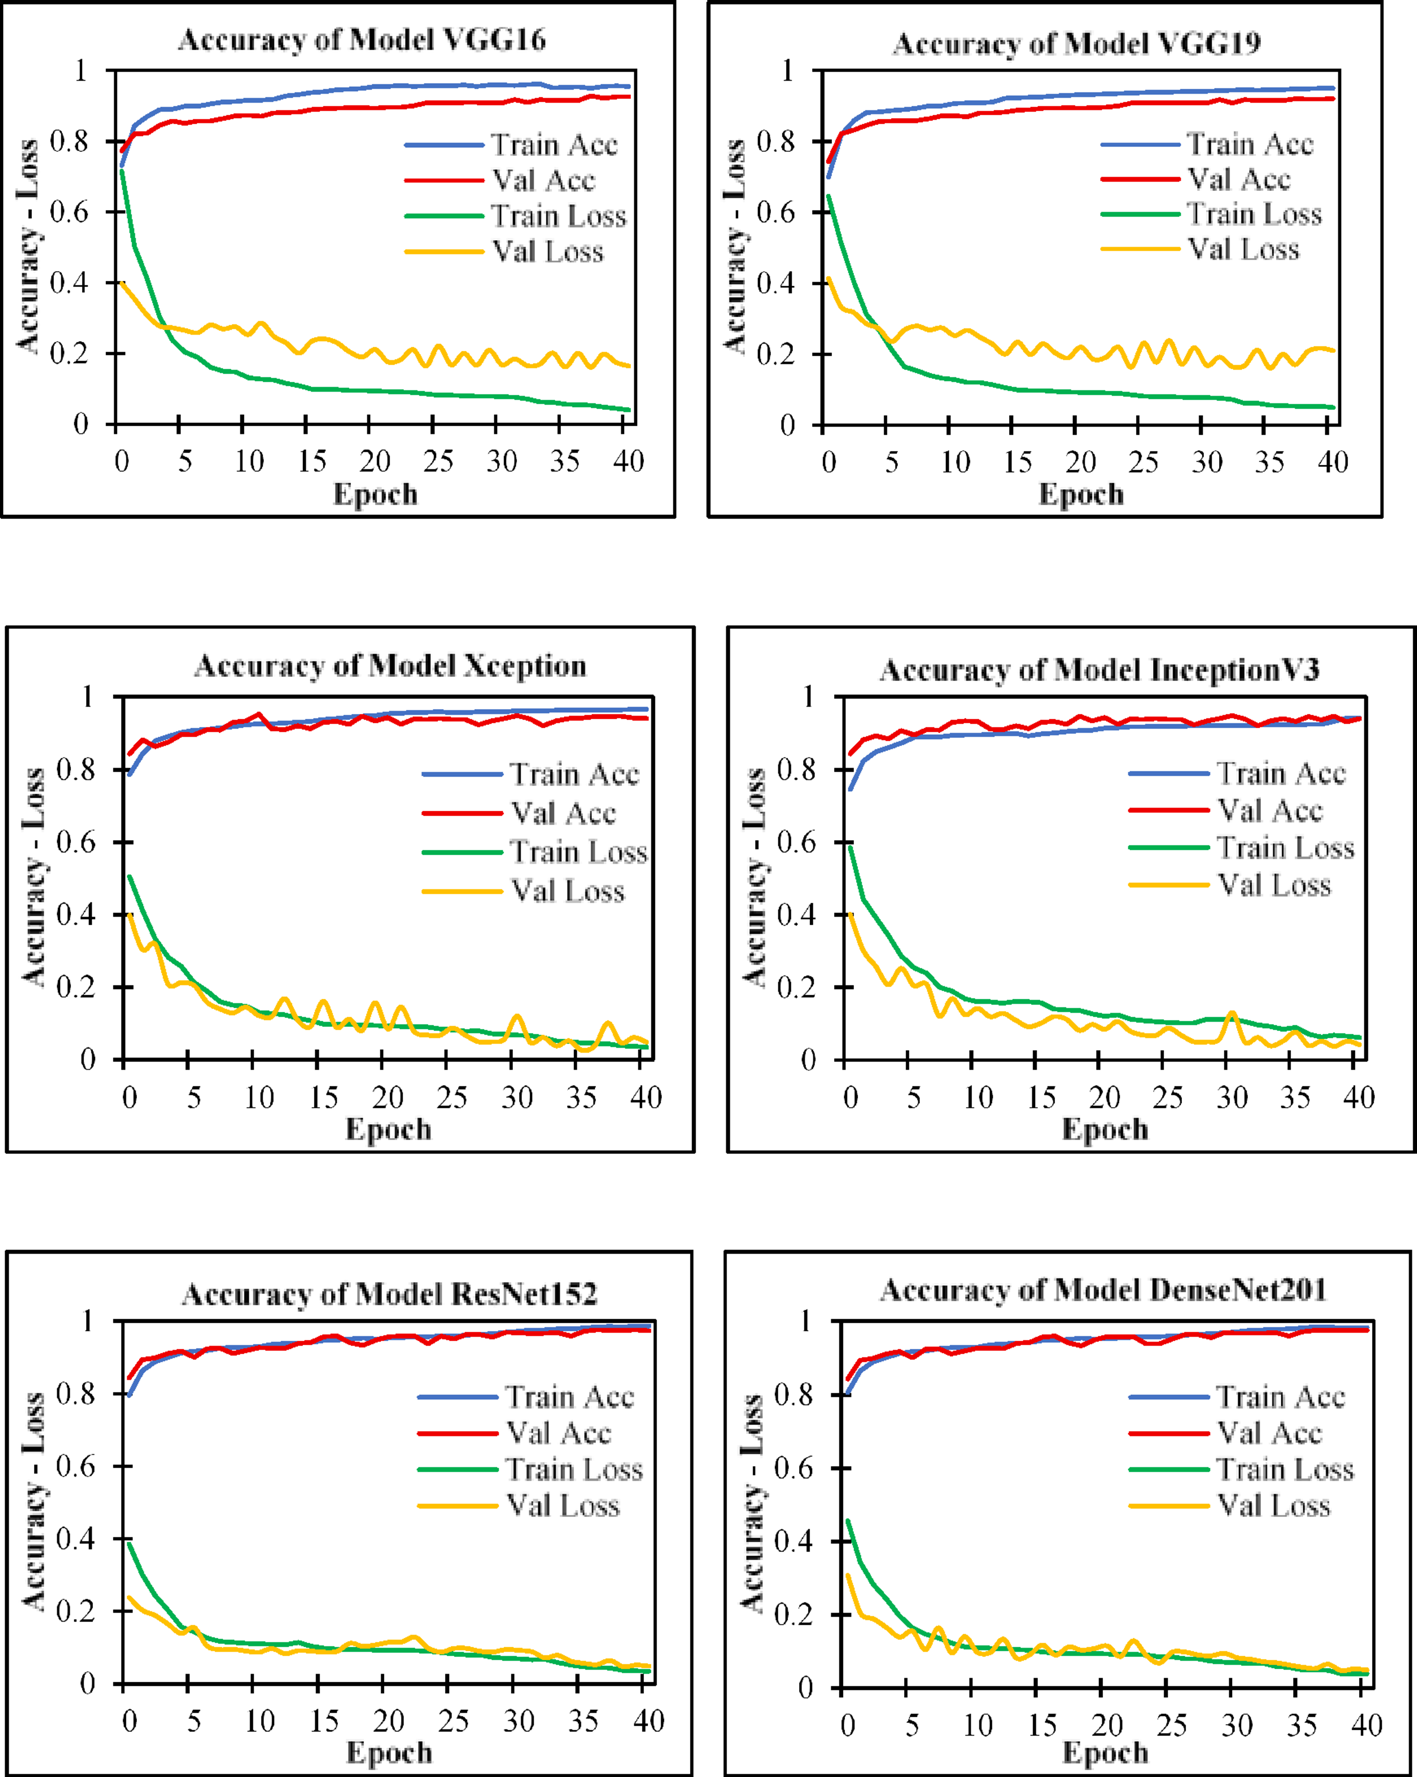 Accuracy of Model VGG16
1
0.8
0.6
0.4
0.2
0
Accuracy - Loss
Train Acc
Val Acc
Train Loss
Val Loss
0 5 10 15 20 25 30 35 40
Epoch
Accuracy of Model VGG19
1
0.8
0.6
0.4
0.2
0
Accuracy - Loss
Train Acc
Val Acc
Train Loss
Val Loss
0 5 10 15 20 25 30 35 40
Epoch
Accuracy of Model Xception
1
0.8
0.6
0.4
0.2
0
Accuracy - Loss
Train Acc
Val Acc
Train Loss
Val Loss
0 5 10 15 20 25 30 35 40
Epoch
Accuracy of Model InceptionV3
1
0.8
0.6
0.4
0.2
0
Accuracy - Loss
Train Acc
Val Acc
Train Loss
Val Loss
0 5 10 15 20 25 30 35 40
Epoch
Accuracy of Model ResNet152
1
0.8
0.6
0.4
0.2
0
Accuracy - Loss
Train Acc
Val Acc
Train Loss
Val Loss
0 5 10 15 20 25 30 35 40
Epoch
Accuracy of Model DenseNet201
1
0.8
0.6
0.4
0.2
0
Accuracy - Loss
Train Acc
Val Acc
Train Loss
Val Loss
0 5 10 15 20 25 30 35 40
Epoch